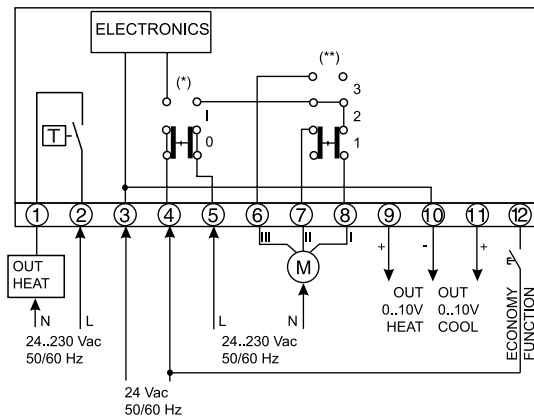 ELECTRONICS
(*)
(**)
3
I
2
0
1
T
1 2 3 4 5 6 7 8 9 10 11 12
III II I
OUT
HEAT
M
+ - +
N L
24..230 Vac
50/60 Hz
L N
24..230 Vac
50/60 Hz
OUT
0..10V
HEAT
OUT
0..10V
COOL
ECONOMY
FUNCTION
24 Vac
50/60 Hz